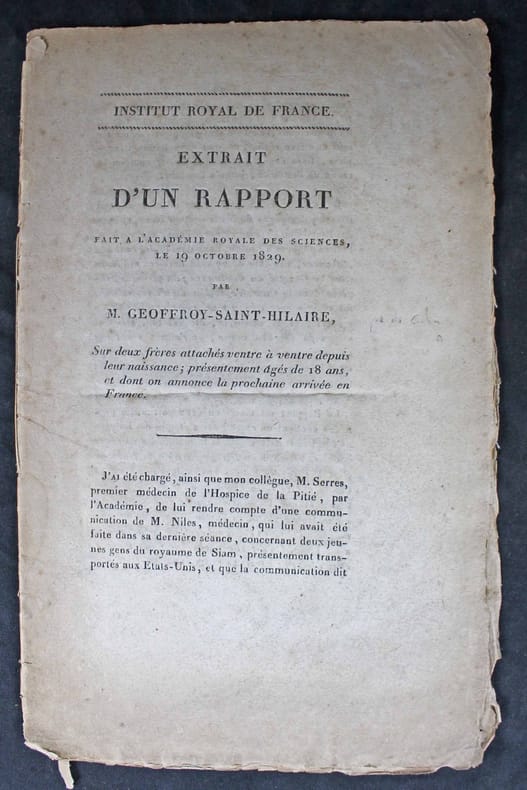 INSTITUT ROYAL DE FRANCE.
EXTRAIT
D'UN RAPPORT
FAIT A L'ACADÉMIE ROYALE DES SCIENCES,
LE 19 OCTOBRE 1829.
PAR
M. GEOFFROY-SAINT-HILAIRE,
Sur deux frères attachés ventre à ventre depuis
leur naissance; présentement âgés de 18 ans,
et dont on annonce la prochaine arrivée en
France.
J'AI été chargé, ainsi que mon collègue, M. Serres,
premier médecin de l'Hospice de la Pitié, par
l'Académie, de lui rendre compte d'une commu-
nication de M. Niles, médecin, qui lui avait été
faite dans sa dernière séance, concernant deux jeu-
nes gens du royaume de Siam, présentement trans-
portés aux Etats-Unis, et que la communication dit